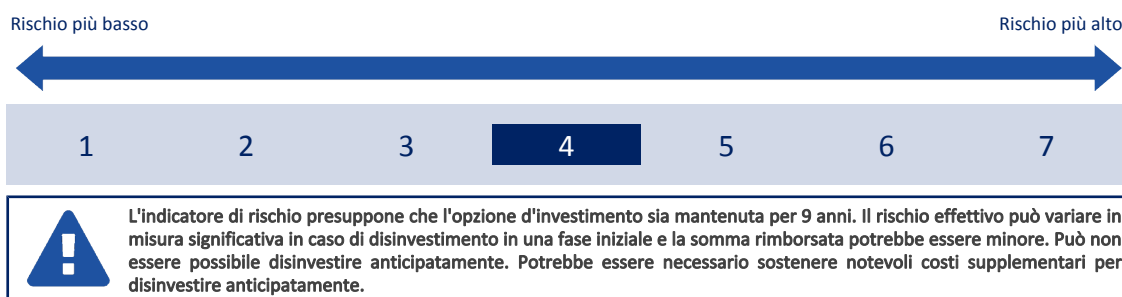 Rischio più basso Rischio più alto
1 2 3 4 5 6 7
L'indicatore di rischio presuppone che l'opzione d'investimento sia mantenuta per 9 anni. Il rischio effettivo può variare in
misura significativa in caso di disinvestimento in una fase iniziale e la somma rimborsata potrebbe essere minore. Può non
essere possibile disinvestire anticipatamente. Potrebbe essere necessario sostenere notevoli costi supplementari per
disinvestire anticipatamente.